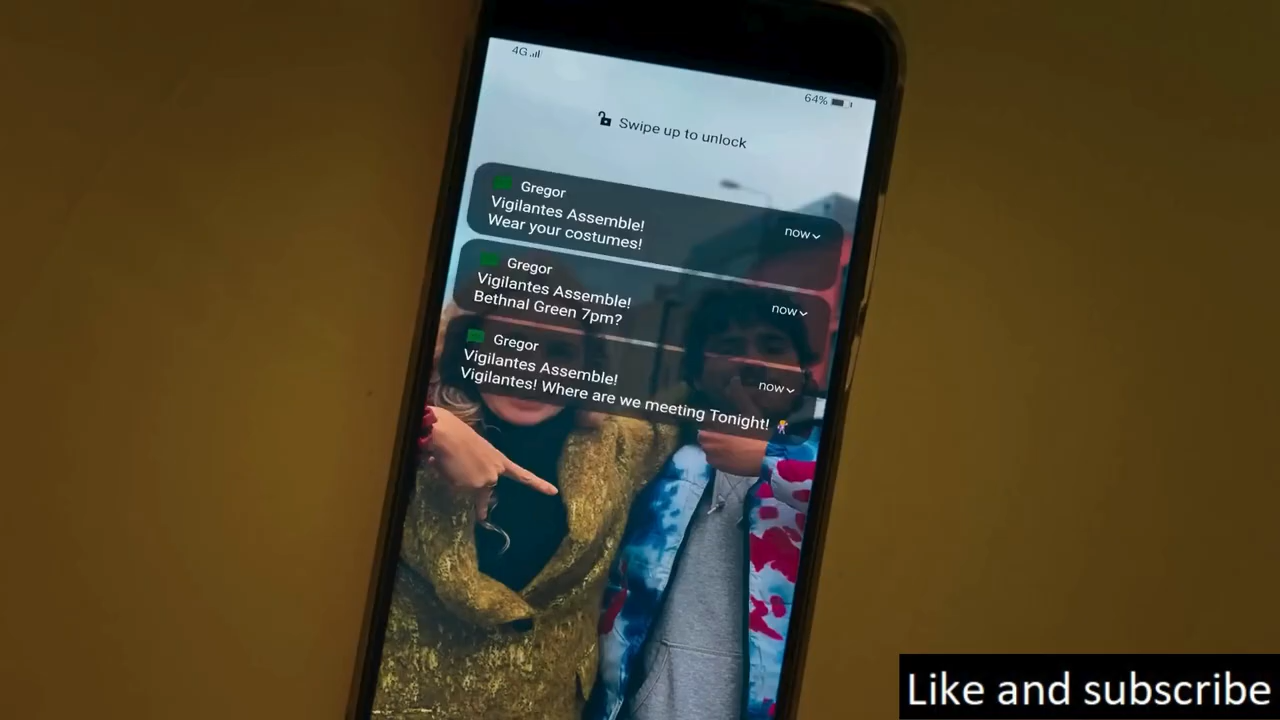 4G
64%
Swipe up to unlock
Gregor
Vigilantes Assemble!
Wear your costumes!
now
Gregor
Vigilantes Assemble!
Bethnal Green 7pm?
now
Gregor
Vigilantes Assemble!
Vigilantes! Where are we meeting Tonight!
now
Like and subscribe